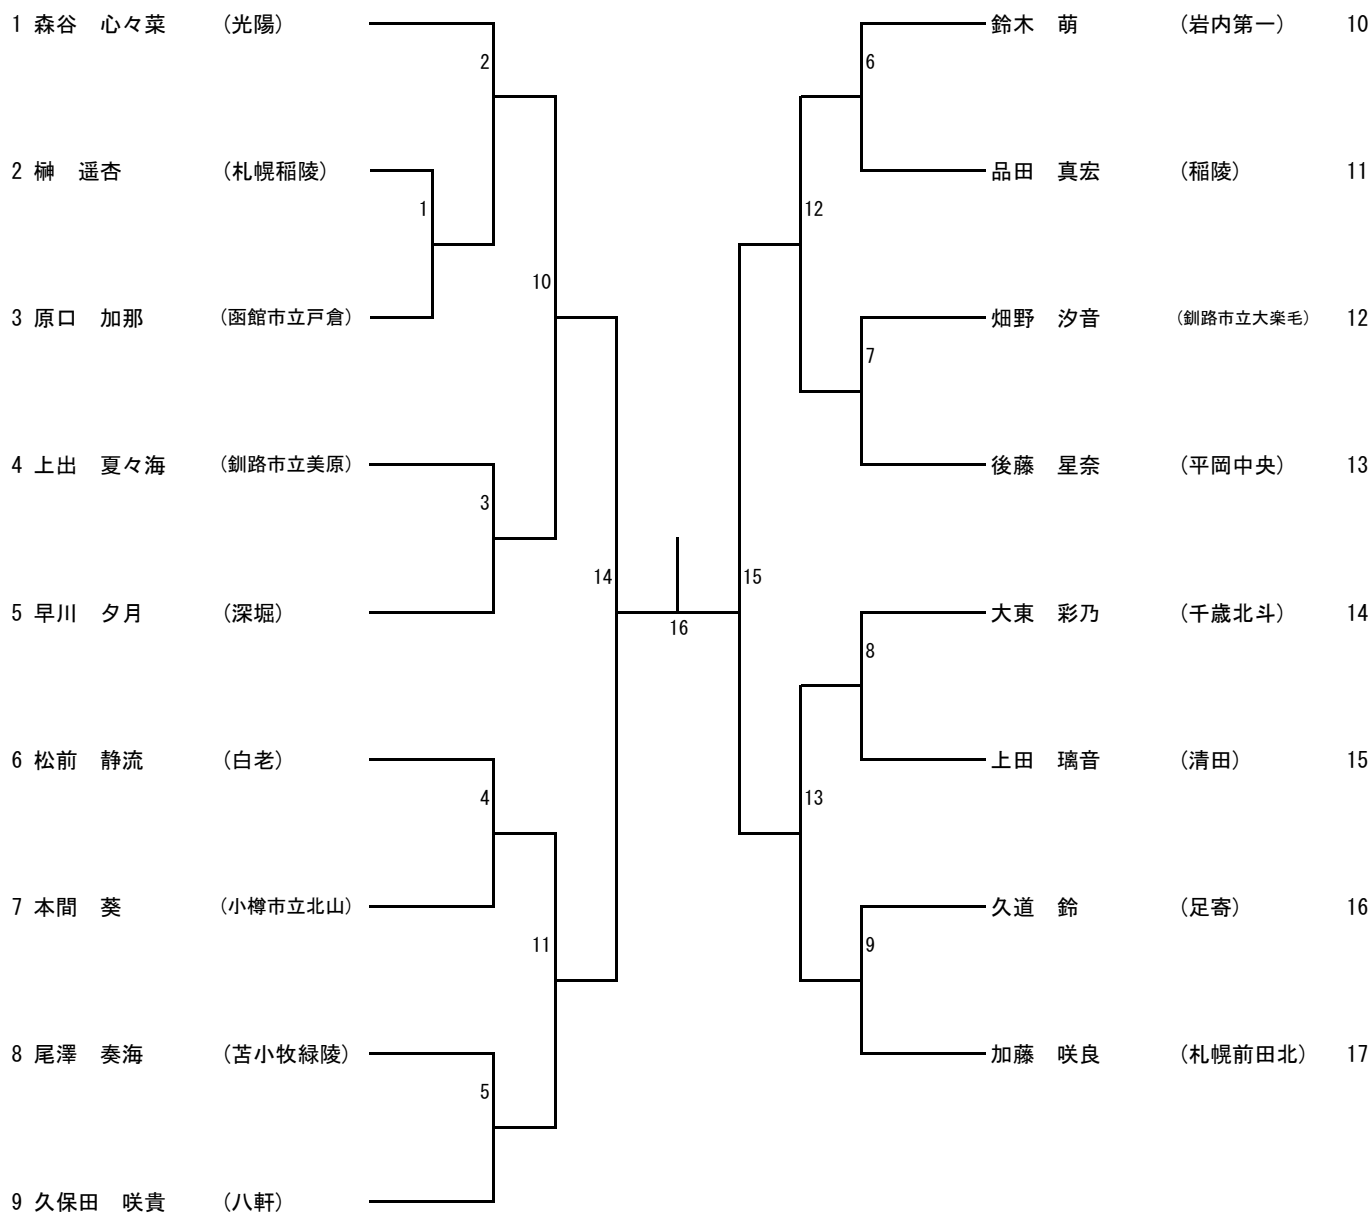 1 森谷　心々菜　（光陽）
2
2 榊　遥杏　（札幌稲陵）
1
3 原口　加那　（函館市立戸倉）
10
4 上出　夏々海　（釧路市立美原）
3
5 早川　夕月　（深堀）
14
6 松前　静流　（白老）
4
7 本間　葵　（小樽市立北山）
11
8 尾澤　奏海　（苫小牧緑陵）
5
9 久保田　咲貴　（八軒）
16
鈴木　萌　（岩内第一）　10
6
品田　真宏　（稲陵）　11
12
畑野　汐音　（釧路市立大楽毛）　12
7
後藤　星奈　（平岡中央）　13
15
大東　彩乃　（千歳北斗）　14
8
上田　璃音　（清田）　15
13
久道　鈴　（足寄）　16
9
加藤　咲良　（札幌前田北）　17